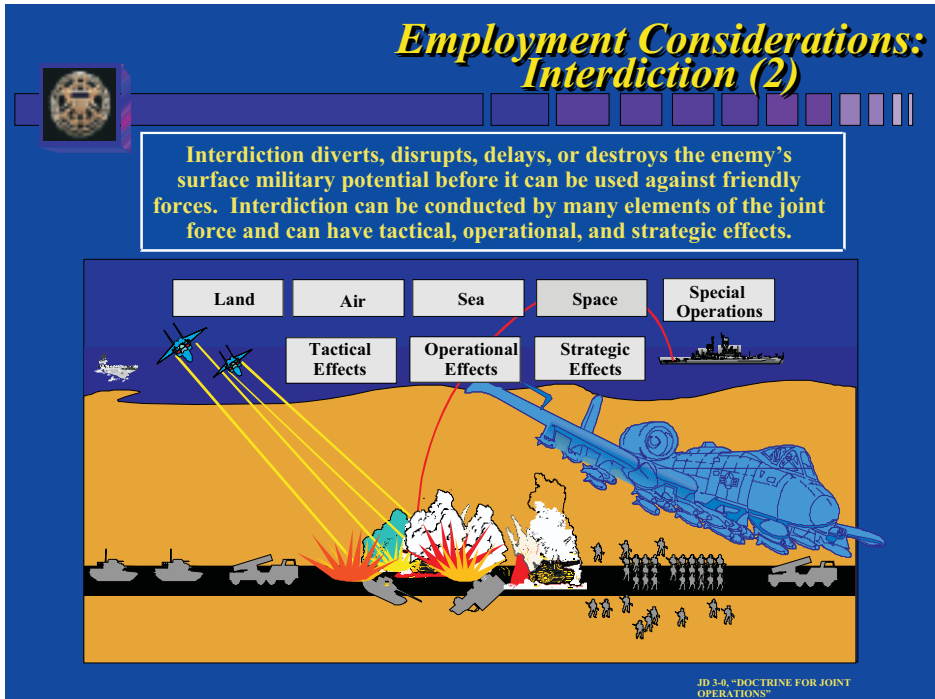 Employment Considerations:
Interdiction (2)
Interdiction diverts, disrupts, delays, or destroys the enemy's
surface military potential before it can be used against friendly
forces.  Interdiction can be conducted by many elements of the joint
force and can have tactical, operational, and strategic effects.
Land
Air
Sea
Space
Special
Operations
Tactical
Effects
Operational
Effects
Strategic
Effects
JD 3-0, "DOCTRINE FOR JOINT
OPERATIONS"